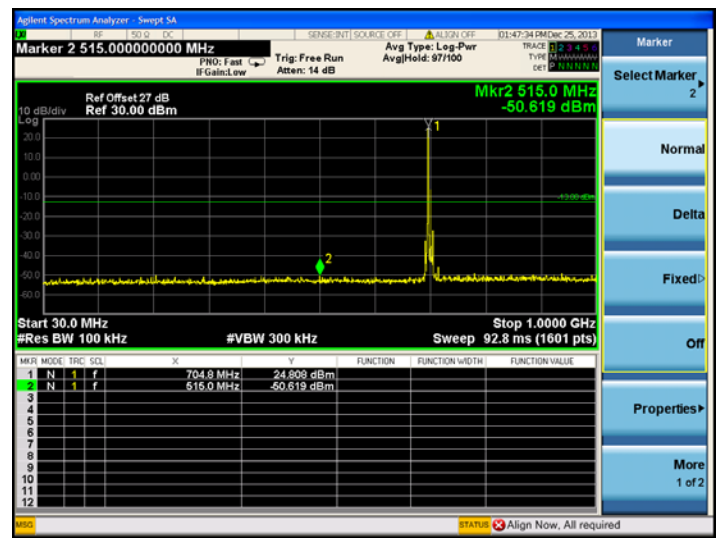 Agilent Spectrum Analyzer - Swept SA
RF 50 Ω DC SENSE:INT SOURCE OFF ALIGN OFF 01:47:34 PM Dec 25, 2013
Marker 2 515.000000000 MHz
PNO: Fast
IFGain:Low
Trig: Free Run
Atten: 14 dB
Avg Type: Log-Pwr
Avg|Hold: 97/100
TRACE 1 2 3 4 5 6
TYPE M
DET P N N N N N
Ref Offset 27 dB
Ref 30.00 dBm
10 dB/div
Log
Mkr2 515.0 MHz
-50.619 dBm
20.0
10.0
0.00
-10.0
-20.0
-30.0
-40.0
-50.0
-60.0
1
2
-13.00 dBm
Start 30.0 MHz
#Res BW 100 kHz
#VBW 300 kHz
Stop 1.0000 GHz
Sweep 92.8 ms (1601 pts)
MKR MODE TRC SCL X Y FUNCTION FUNCTION WIDTH FUNCTION VALUE
1 N 1 f 704.8 MHz 24.808 dBm
2 N 1 f 515.0 MHz -50.619 dBm
3
4
5
6
7
8
9
10
11
12
MSG
STATUS Align Now, All required
Marker
Select Marker
2
Normal
Delta
Fixed
Off
Properties
More
1 of 2